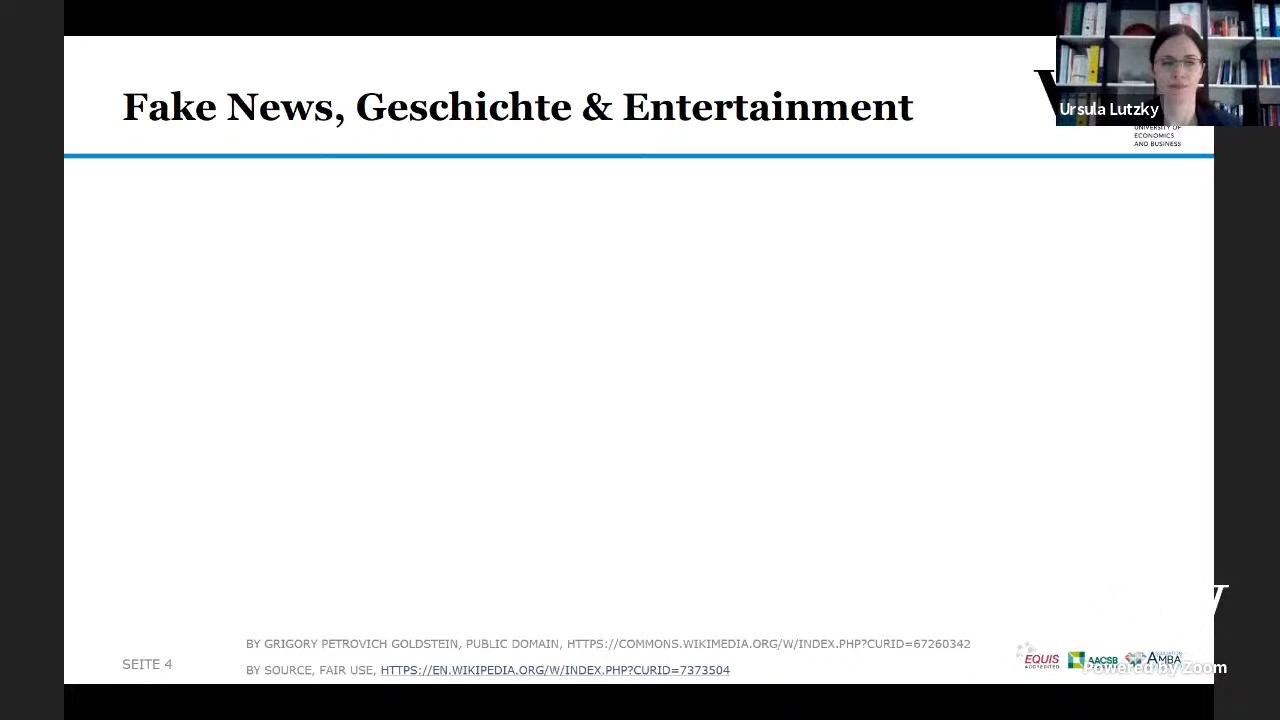 Fake News, Geschichte & Entertainment
Ursula Lutzky
UNIVERSITY OF
ECONOMICS
AND BUSINESS
BY GRIGORY PETROVICH GOLDSTEIN, PUBLIC DOMAIN, HTTPS://COMMONS.WIKIMEDIA.ORG/W/INDEX.PHP?CURID=67260342
SEITE 4
BY SOURCE, FAIR USE, HTTPS://EN.WIKIPEDIA.ORG/W/INDEX.PHP?CURID=7373504
EQUIS
ACCREDITED
AACSB
ASSOCIATION
AMBA
Powered by Zoom